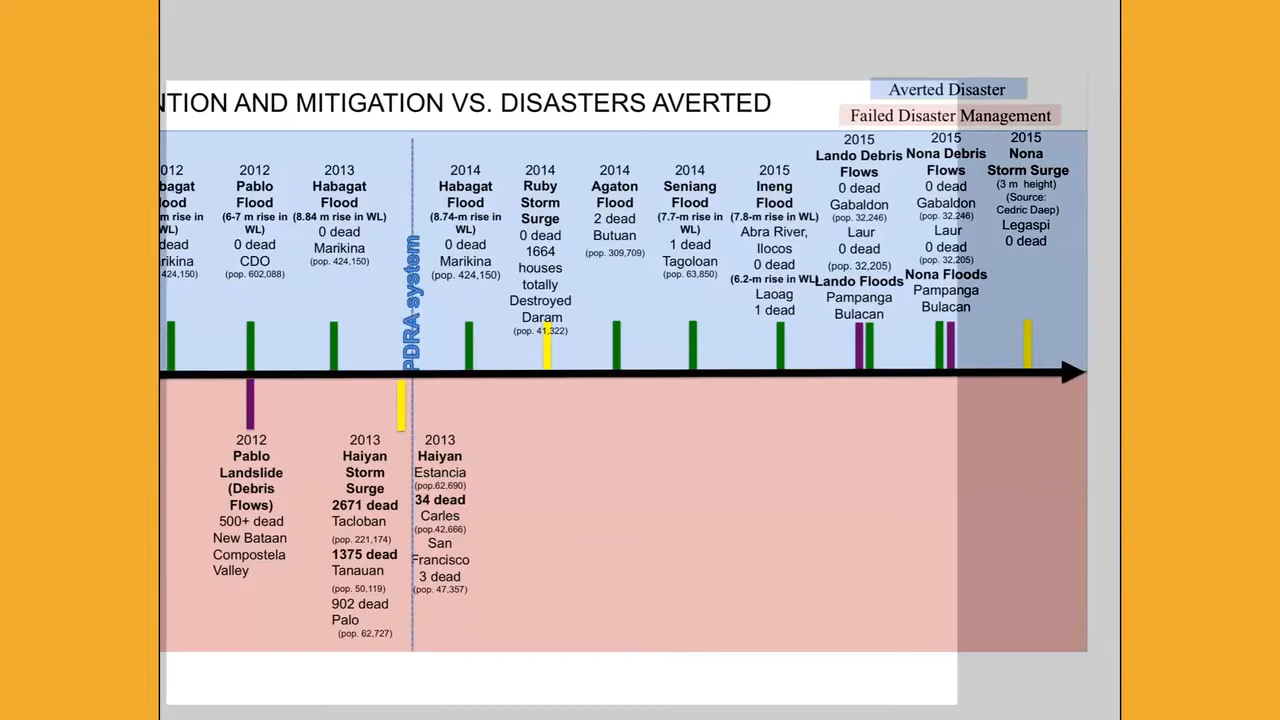 NTION AND MITIGATION VS. DISASTERS AVERTED
Averted Disaster
Failed Disaster Management
012
bagat
lood
m rise in
WL)
dead
rikina
424,150)
2012
Pablo
Flood
(6-7 m rise in
WL)
0 dead
CDO
(pop. 602,088)
2013
Habagat
Flood
(8.84 m rise in WL)
0 dead
Marikina
(pop. 424,150)
PDRA system
2014
Habagat
Flood
(8.74-m rise in
WL)
0 dead
Marikina
(pop. 424,150)
2014
Ruby
Storm
Surge
0 dead
1664
houses
totally
Destroyed
Daram
(pop. 41,322)
2014
Agaton
Flood
2 dead
Butuan
(pop. 309,709)
2014
Seniang
Flood
(7.7-m rise in
WL)
1 dead
Tagoloan
(pop. 63,850)
2015
Ineng
Flood
(7.8-m rise in WL)
Abra River,
Ilocos
0 dead
(6.2-m rise in WL)
Laoag
1 dead
2015
Lando Debris
Flows
0 dead
Gabaldon
(pop. 32,246)
Laur
0 dead
(pop. 32,205)
Lando Floods
Pampanga
Bulacan
2015
Nona Debris
Flows
0 dead
Gabaldon
(pop. 32,246)
Laur
0 dead
(pop. 32,205)
Nona Floods
Pampanga
Bulacan
2015
Nona
Storm Surge
(3 m height)
(Source:
Cedric Daep)
Legaspi
0 dead
2012
Pablo
Landslide
(Debris
Flows)
500+ dead
New Bataan
Compostela
Valley
2013
Haiyan
Storm
Surge
2671 dead
Tacloban
(pop. 221,174)
1375 dead
Tanauan
(pop. 50,119)
902 dead
Palo
(pop. 62,727)
2013
Haiyan
Estancia
(pop.62,690)
34 dead
Carles
(pop.42,666)
San
Francisco
3 dead
(pop. 47,357)